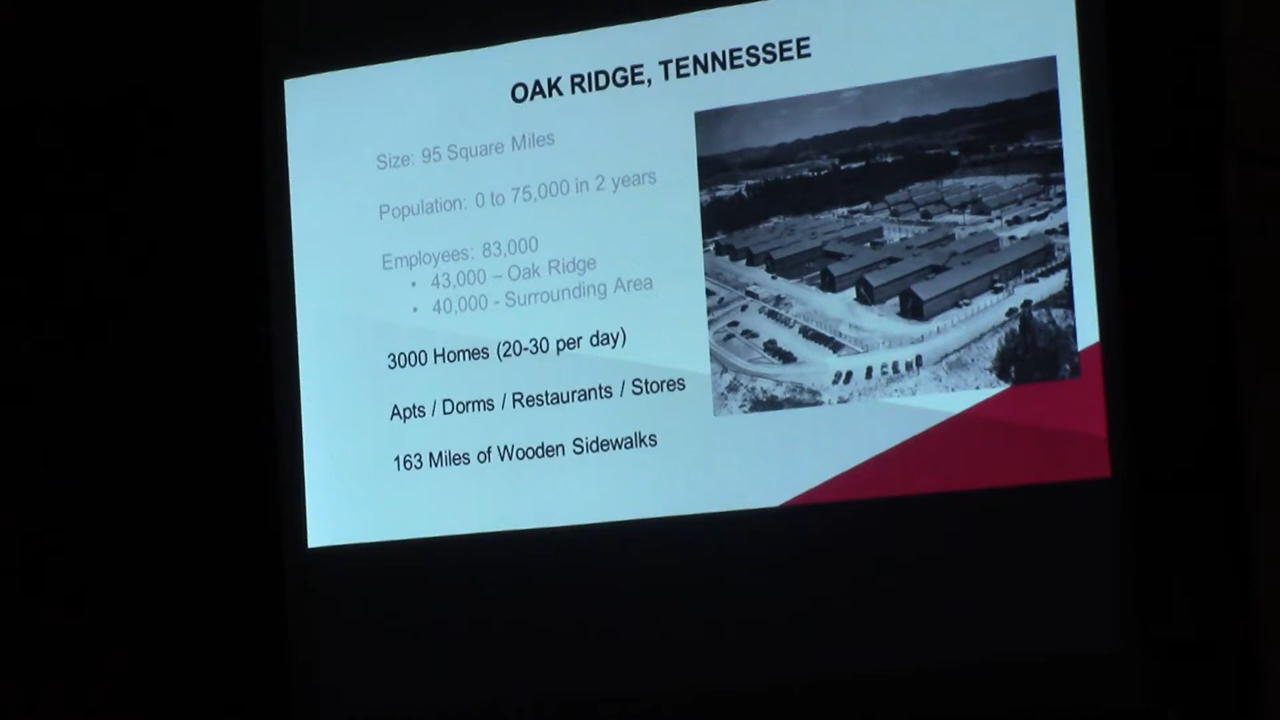 OAK RIDGE, TENNESSEE
Size: 95 Square Miles
Population: 0 to 75,000 in 2 years
Employees: 83,000
• 43,000 – Oak Ridge
• 40,000 - Surrounding Area
3000 Homes (20-30 per day)
Apts / Dorms / Restaurants / Stores
163 Miles of Wooden Sidewalks